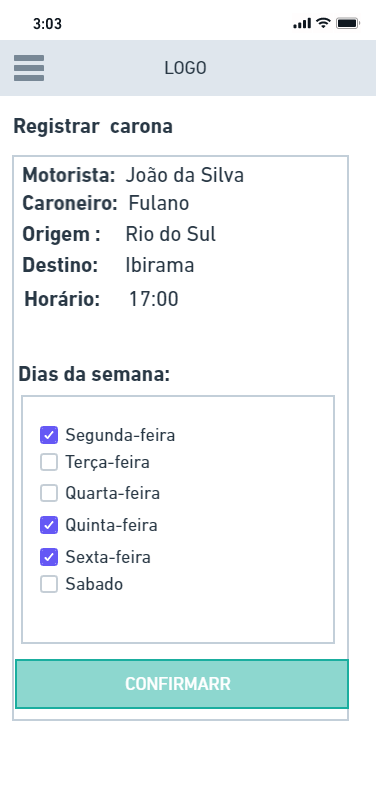 3:03
LOGO
Registrar carona
Motorista: João da Silva
Caroneiro: Fulano
Origem : Rio do Sul
Destino: Ibirama
Horário: 17:00
Dias da semana:
Segunda-feira
Terça-feira
Quarta-feira
Quinta-feira
Sexta-feira
Sabado
CONFIRMARR